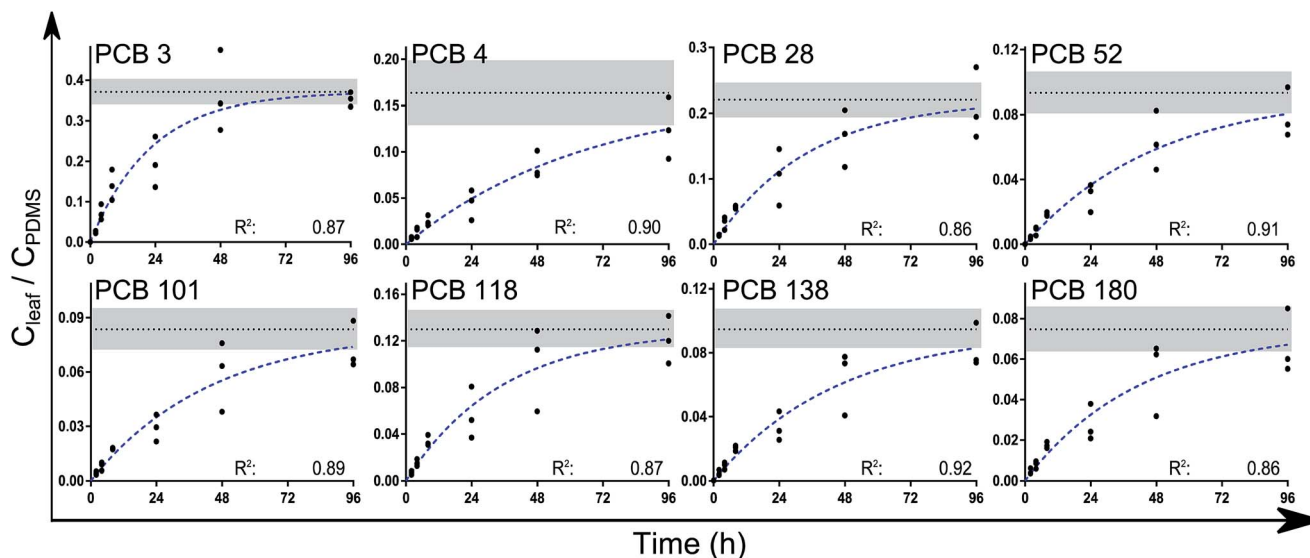 PCB 3
0.4
0.3
0.2
0.1
0.0
0 24 48 72 96
R²: 0.87
PCB 4
0.20
0.15
0.10
0.05
0.00
0 24 48 72 96
R²: 0.90
PCB 28
0.3
0.2
0.1
0.0
0 24 48 72 96
R²: 0.86
PCB 52
0.12
0.08
0.04
0.00
0 24 48 72 96
R²: 0.91
PCB 101
0.09
0.06
0.03
0.00
0 24 48 72 96
R²: 0.89
PCB 118
0.16
0.12
0.08
0.04
0.00
0 24 48 72 96
R²: 0.87
PCB 138
0.12
0.08
0.04
0.00
0 24 48 72 96
R²: 0.92
PCB 180
0.08
0.06
0.04
0.02
0.00
0 24 48 72 96
R²: 0.86
C_leaf / C_PDMS
Time (h)